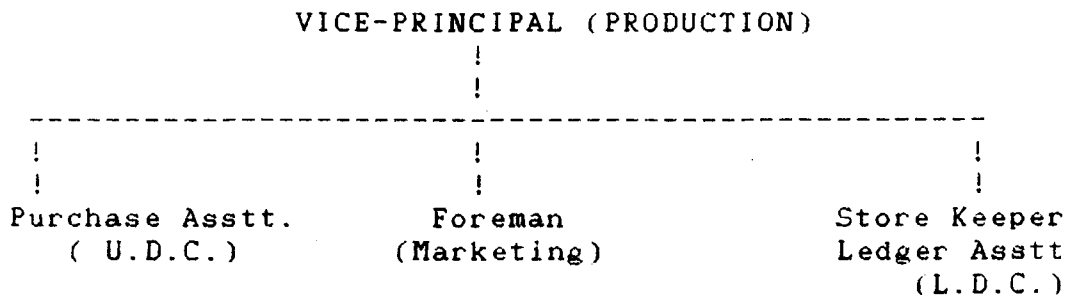 VICE-PRINCIPAL (PRODUCTION)
Purchase Asstt. Foreman Store Keeper
( U.D.C.) (Marketing) Ledger Asstt
(L.D.C.)